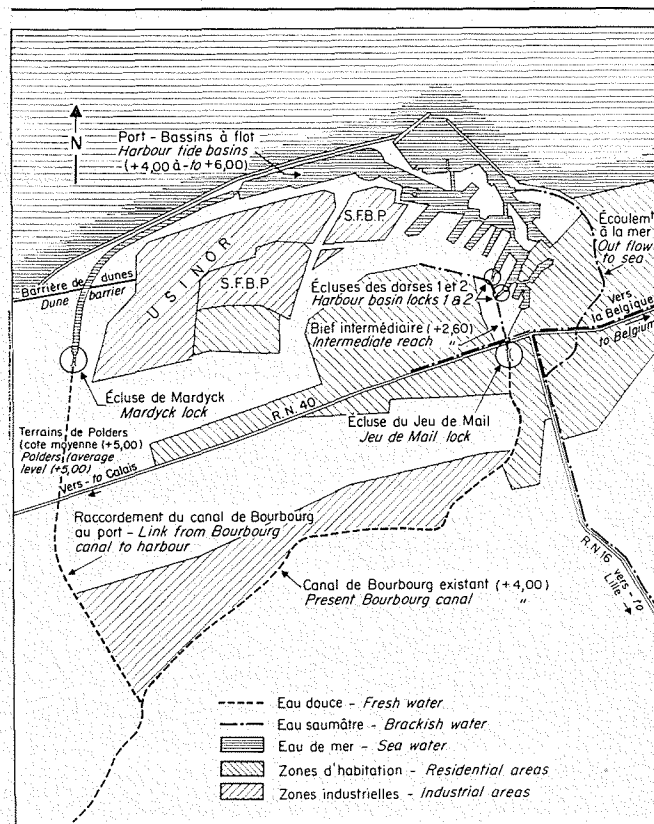 N
Port - Bassins à flot
Harbour tide basins
(+4,00 à-to +6,00)
S.F.B.P.
USINOR
S.F.B.P.
Écoulemt
à la mer
Out flow
to sea
Barrière de dunes
Dune barrier
Écluses des darses 1 et 2
Harbour basin locks 1 & 2
Vers
la Belgique
to Belgium
Bief intermédiaire (+2,60)
Intermediate reach "
Écluse de Mardyck
Mardyck lock
R.N 40
Écluse du Jeu de Mail
Jeu de Mail lock
Terrains de Polders
(cote moyenne (+5,00)
Polders (average
level (+5,00)
Vers-to Calais
Raccordement du canal de Bourbourg
au port - Link from Bourbourg
canal to harbour
R.N 16 vers-to
Lille
Canal de Bourbourg existant (+4,00)
Present Bourbourg canal "
Eau douce - Fresh water
Eau saumâtre - Brackish water
Eau de mer - Sea water
Zones d'habitation - Residential areas
Zones industrielles - Industrial areas